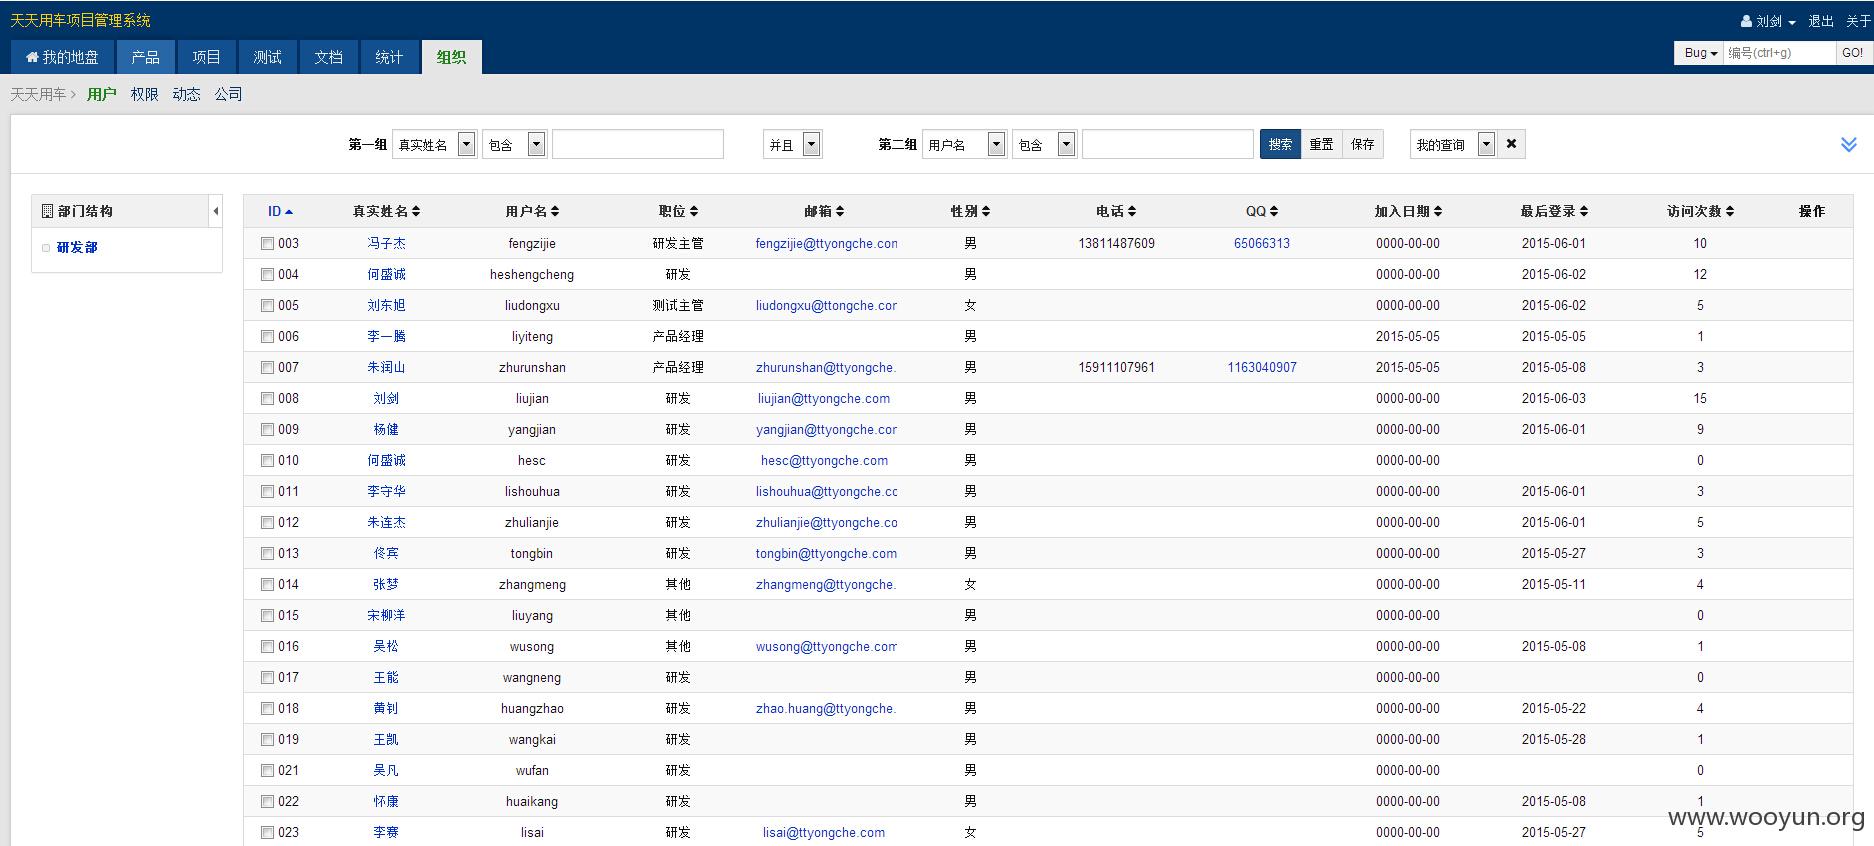 天天用车项目管理系统
刘剑 退出 关于
我的地盘 产品 项目 测试 文档 统计 组织
Bug 编号(ctrl+g) GO!
天天用车 > 用户 权限 动态 公司
第一组 真实姓名 包含 并且 第二组 用户名 包含 搜索 重置 保存 我的查询
部门结构
研发部
ID 真实姓名 用户名 职位 邮箱 性别 电话 QQ 加入日期 最后登录 访问次数 操作
003 冯子杰 fengzijie 研发主管 fengzijie@ttyongche.con 男 13811487609 65066313 0000-00-00 2015-06-01 10
004 何盛诚 heshengcheng 研发 男 0000-00-00 2015-06-02 12
005 刘东旭 liudongxu 测试主管 liudongxu@ttongche.cor 女 0000-00-00 2015-06-02 5
006 李一腾 liyiteng 产品经理 男 2015-05-05 2015-05-05 1
007 朱润山 zhurunshan 产品经理 zhurunshan@ttyongche. 男 15911107961 1163040907 2015-05-05 2015-05-08 3
008 刘剑 liujian 研发 liujian@ttyongche.com 男 0000-00-00 2015-06-03 15
009 杨健 yangjian 研发 yangjian@ttyongche.cor 男 0000-00-00 2015-06-01 9
010 何盛诚 hesc 研发 hesc@ttyongche.com 男 0000-00-00 0
011 李守华 lishouhua 研发 lishouhua@ttyongche.cc 男 0000-00-00 2015-06-01 3
012 朱连杰 zhulianjie 研发 zhulianjie@ttyongche.co 男 0000-00-00 2015-06-01 5
013 佟宾 tongbin 研发 tongbin@ttyongche.com 男 0000-00-00 2015-05-27 3
014 张梦 zhangmeng 其他 zhangmeng@ttyongche. 女 0000-00-00 2015-05-11 4
015 宋柳洋 liuyang 其他 男 0000-00-00 0
016 吴松 wusong 其他 wusong@ttyongche.com 男 0000-00-00 2015-05-08 1
017 王能 wangneng 研发 男 0000-00-00 0
018 黄钊 huangzhao 研发 zhao.huang@ttyongche. 男 0000-00-00 2015-05-22 4
019 王凯 wangkai 研发 男 0000-00-00 2015-05-28 1
021 吴凡 wufan 研发 男 0000-00-00 0
022 怀康 huaikang 研发 男 0000-00-00 2015-05-08 1
023 李赛 lisai 研发 lisai@ttyongche.com 女 0000-00-00 2015-05-27 5
www.wooyun.org